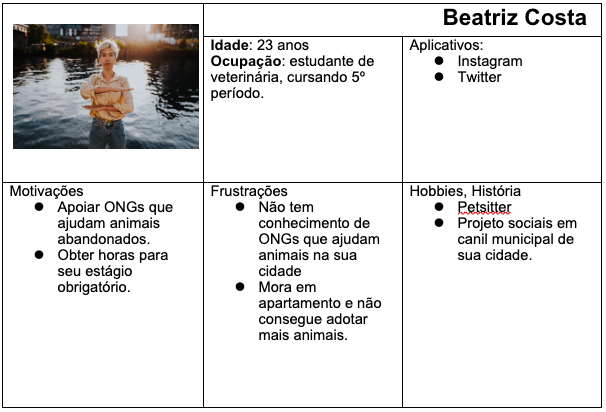 Beatriz Costa
Idade: 23 anos
Ocupação: estudante de
veterinária, cursando 5º
período.
Aplicativos:
● Instagram
● Twitter
Motivações
● Apoiar ONGs que
ajudam animais
abandonados.
● Obter horas para
seu estágio
obrigatório.
Frustrações
● Não tem
conhecimento de
ONGs que ajudam
animais na sua
cidade
● Mora em
apartamento e não
consegue adotar
mais animais.
Hobbies, História
● Petsitter
● Projeto sociais em
canil municipal de
sua cidade.